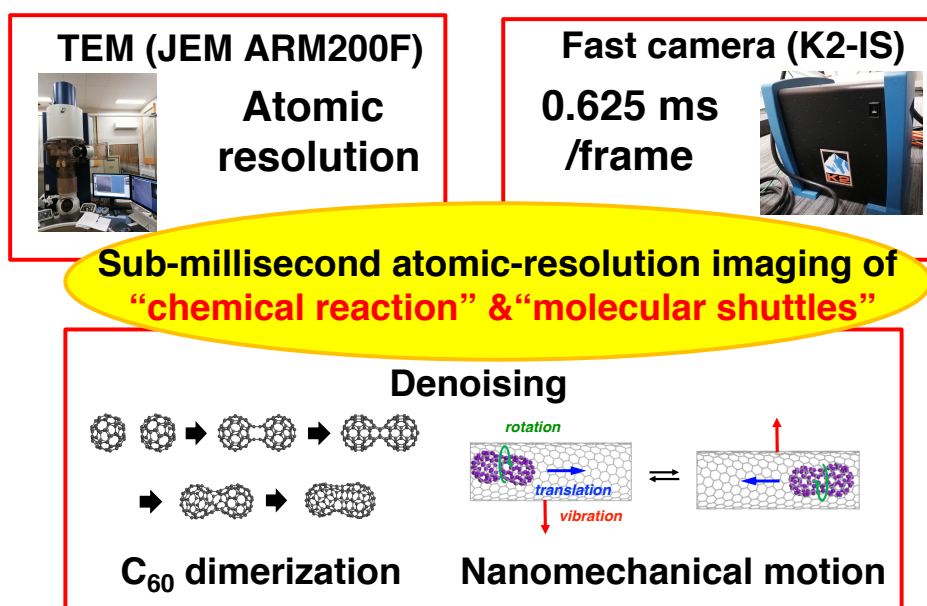 TEM (JEM ARM200F)
Atomic
resolution
Fast camera (K2-IS)
0.625 ms
/frame
K2
Sub-millisecond atomic-resolution imaging of
“chemical reaction” &“molecular shuttles”
Denoising
rotation
translation
vibration
C₆₀ dimerization
Nanomechanical motion